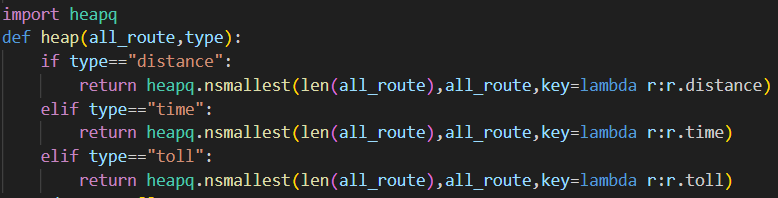 import heapq
def heap(all_route,type):
    if type=="distance":
        return heapq.nsmallest(len(all_route),all_route,key=lambda r:r.distance)
    elif type=="time":
        return heapq.nsmallest(len(all_route),all_route,key=lambda r:r.time)
    elif type=="toll":
        return heapq.nsmallest(len(all_route),all_route,key=lambda r:r.toll)